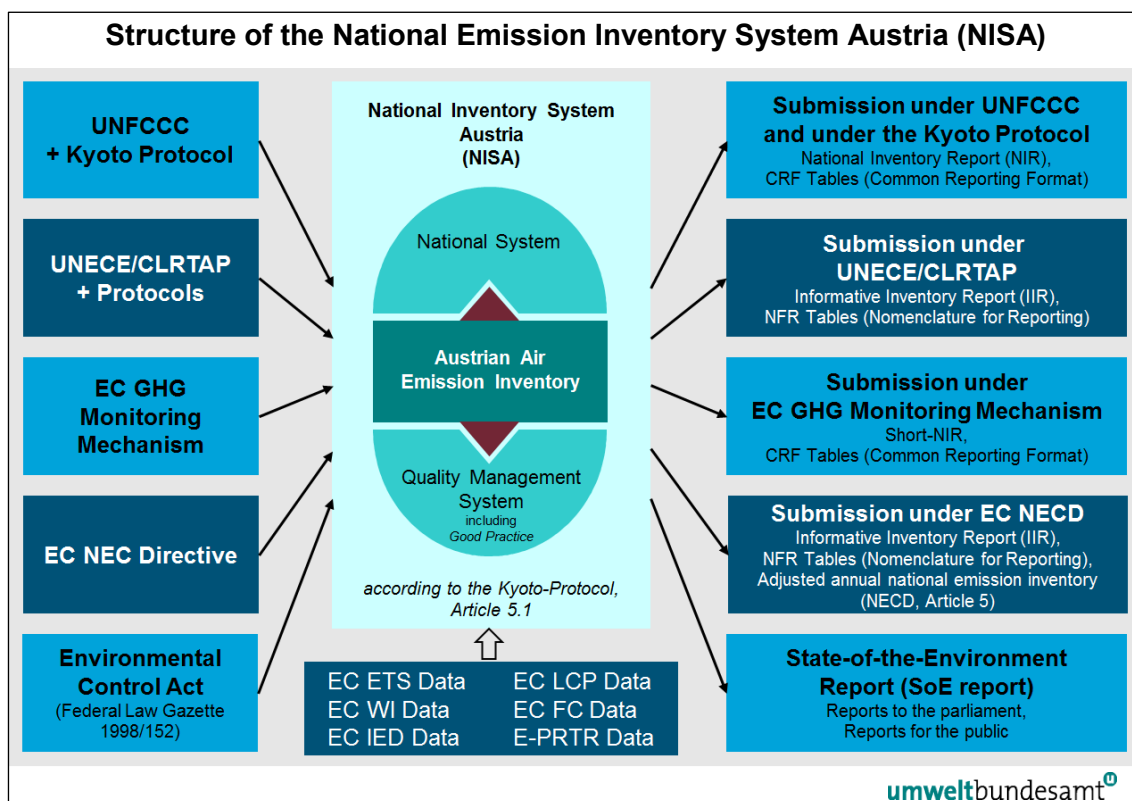 Structure of the National Emission Inventory System Austria (NISA)
UNFCCC
+ Kyoto Protocol
UNECE/CLRTAP
+ Protocols
EC GHG
Monitoring
Mechanism
EC NEC Directive
Environmental
Control Act
(Federal Law Gazette
1998/152)
National Inventory System
Austria
(NISA)
National System
Austrian Air
Emission Inventory
Quality Management
System
including
Good Practice
according to the Kyoto-Protocol,
Article 5.1
EC ETS Data EC LCP Data
EC WI Data EC FC Data
EC IED Data E-PRTR Data
Submission under UNFCCC
and under the Kyoto Protocol
National Inventory Report (NIR),
CRF Tables (Common Reporting Format)
Submission under
UNECE/CLRTAP
Informative Inventory Report (IIR),
NFR Tables (Nomenclature for Reporting)
Submission under
EC GHG Monitoring Mechanism
Short-NIR,
CRF Tables (Common Reporting Format)
Submission under EC NECD
Informative Inventory Report (IIR),
NFR Tables (Nomenclature for Reporting),
Adjusted annual national emission inventory
(NECD, Article 5)
State-of-the-Environment
Report (SoE report)
Reports to the parliament,
Reports for the public
umweltbundesamt u